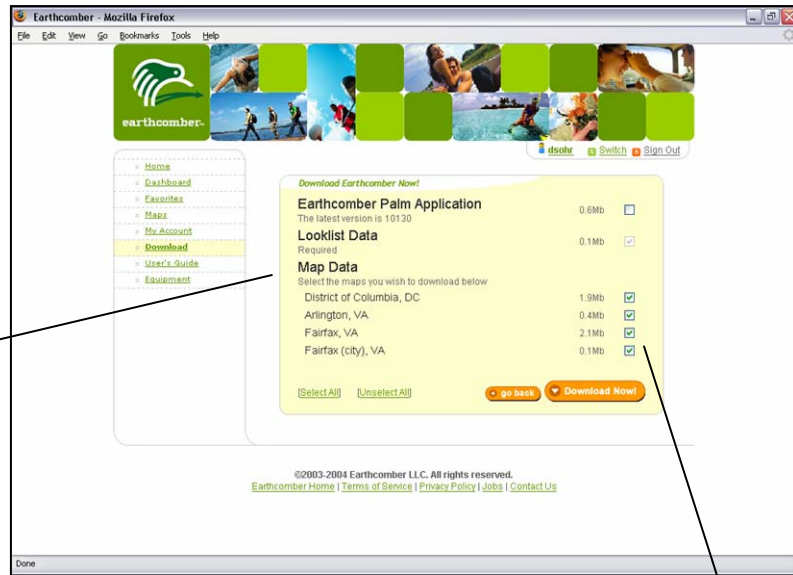 Earthcomber - Mozilla Firefox
File Edit View Go Bookmarks Tools Help
earthcomber
dsohr Switch Sign Out
Home
Dashboard
Favorites
Maps
My Account
Download
User's Guide
Equipment
Download Earthcomber Now!
Earthcomber Palm Application
The latest version is 10130
0.6Mb
Looklist Data
Required
0.1Mb
Map Data
Select the maps you wish to download below
District of Columbia, DC 1.9Mb
Arlington, VA 0.4Mb
Fairfax, VA 2.1Mb
Fairfax (city), VA 0.1Mb
[Select All] [Unselect All] go back Download Now!
©2003-2004 Earthcomber LLC. All rights reserved.
Earthcomber Home | Terms of Service | Privacy Policy | Jobs | Contact Us
Done